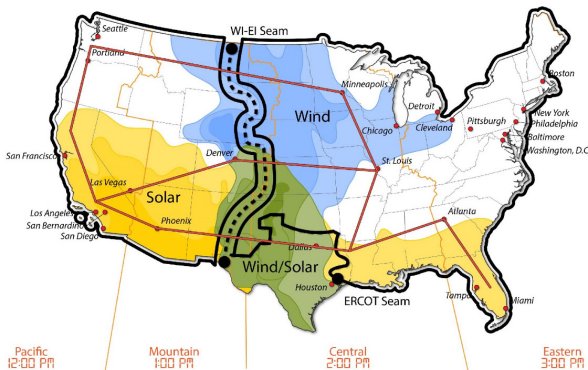 Seattle
WI-EI Seam
Portland
Minneapolis
Boston
Detroit
New York
Wind
Pittsburgh
Philadelphia
Chicago
Cleveland
Baltimore
Washington, D.C
San Francisco
Denver
St. Louis
Las Vegas
Solar
Los Angeles
Atlanta
San Bernardino
Phoenix
San Diego
Dallas
Wind/Solar
Houston
ERCOT Seam
Tampa
Miami
Pacific
12:00 PM
Mountain
1:00 PM
Central
2:00 PM
Eastern
3:00 PM